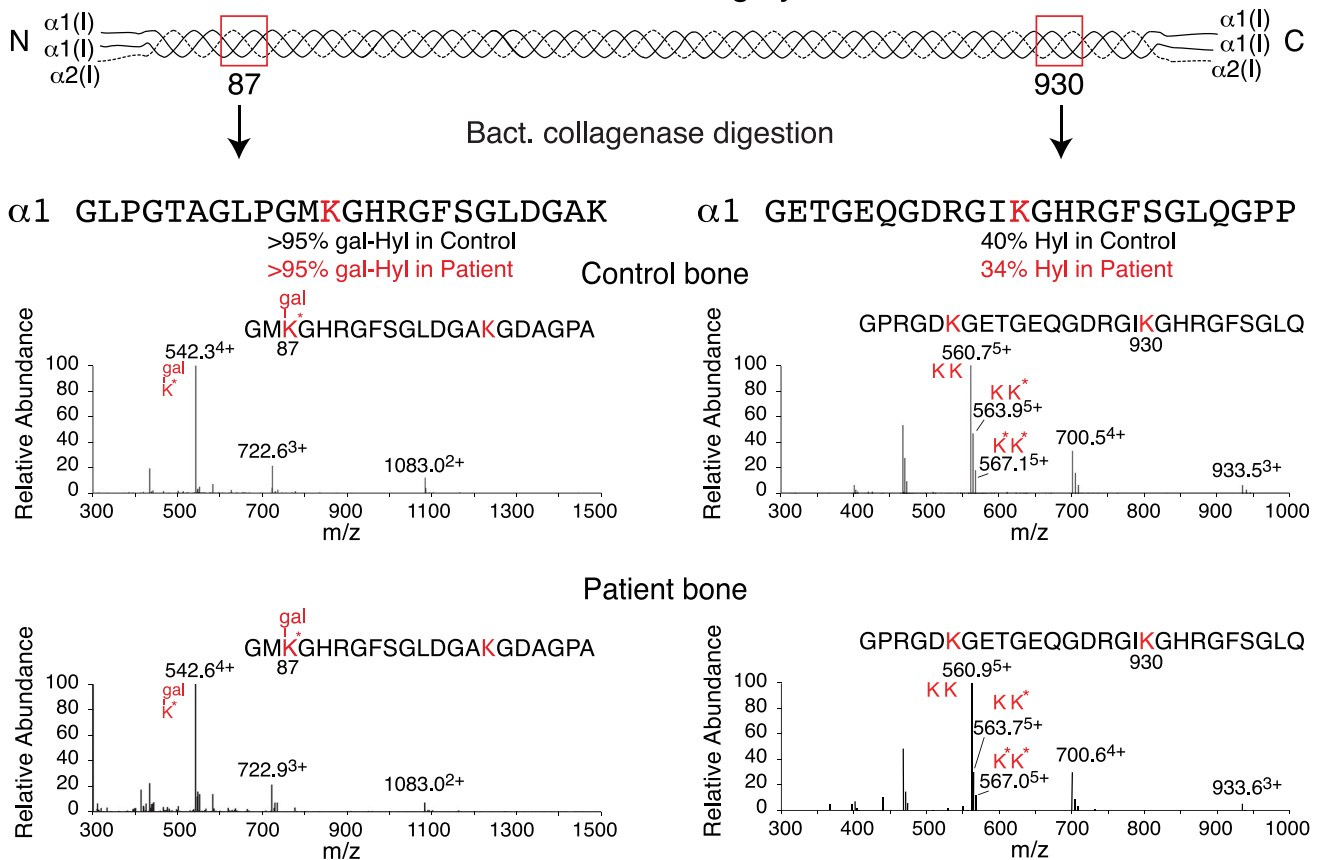 N α1(I) α1(I) α2(I) α1(I) α1(I) α2(I) C
87 930
Bact. collagenase digestion
α1 GLPGTAGLPGMKGHRGFSGLDGAK
>95% gal-Hyl in Control
>95% gal-Hyl in Patient
α1 GETGEQGDRGIKGHRGFSGLQGPP
40% Hyl in Control
34% Hyl in Patient
Control bone
gal
GMK*GHRGFSGLDGAKGDAGPA
87
542.3⁴⁺
gal
K*
722.6³⁺
1083.0²⁺
Relative Abundance
100
80
60
40
20
0
300 500 700 900 1100 1300 1500
m/z
GPRGDKGETGEQGDRGIKGHRGFSGLQ
930
560.7⁵⁺
K K
K K*
563.9⁵⁺
K*K*
567.1⁵⁺
700.5⁴⁺
933.5³⁺
Relative Abundance
100
80
60
40
20
0
300 400 500 600 700 800 900 1000
m/z
Patient bone
gal
GMK*GHRGFSGLDGAKGDAGPA
87
542.6⁴⁺
gal
K*
722.9³⁺
1083.0²⁺
Relative Abundance
100
80
60
40
20
0
300 500 700 900 1100 1300 1500
m/z
GPRGDKGETGEQGDRGIKGHRGFSGLQ
930
560.9⁵⁺
K K
K K*
563.7⁵⁺
K*K*
567.0⁵⁺
700.6⁴⁺
933.6³⁺
Relative Abundance
100
80
60
40
20
0
300 400 500 600 700 800 900 1000
m/z